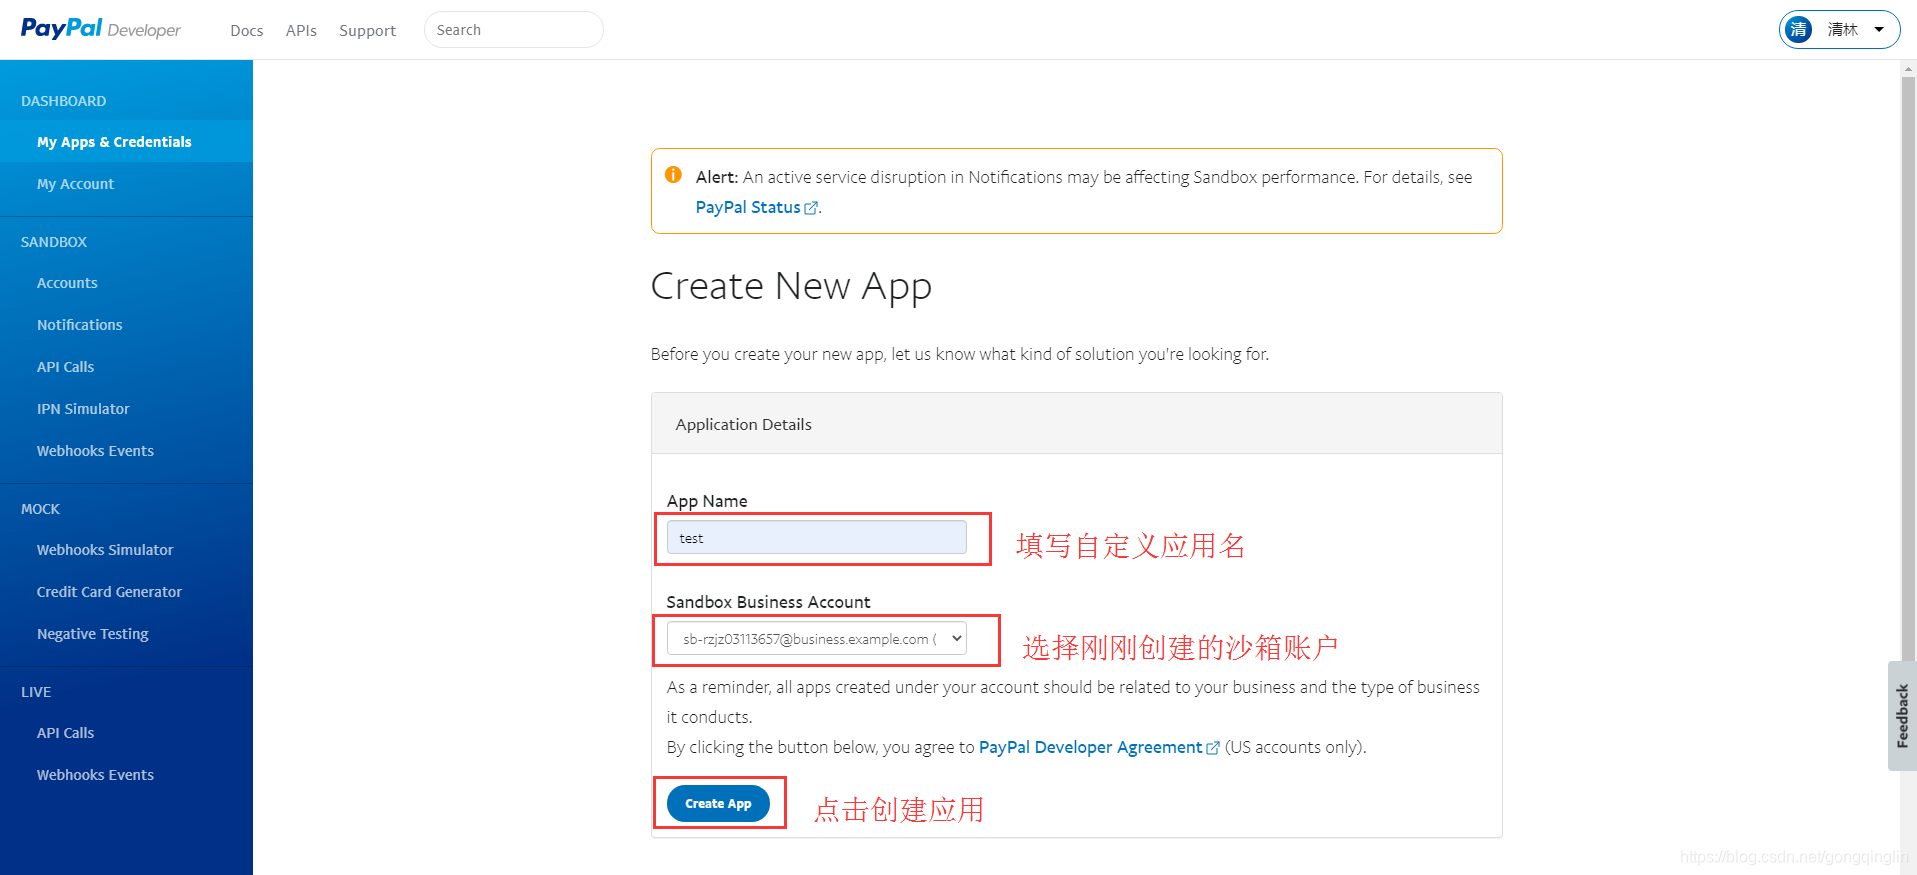 PayPal Developer
Docs
APIs
Support
Search
清
清林
DASHBOARD
My Apps & Credentials
My Account
SANDBOX
Accounts
Notifications
API Calls
IPN Simulator
Webhooks Events
MOCK
Webhooks Simulator
Credit Card Generator
Negative Testing
LIVE
API Calls
Webhooks Events
Alert: An active service disruption in Notifications may be affecting Sandbox performance. For details, see
PayPal Status.
Create New App
Before you create your new app, let us know what kind of solution you're looking for.
Application Details
App Name
test
填写自定义应用名
Sandbox Business Account
sb-rzjz03113657@business.example.com (
选择刚刚创建的沙箱账户
As a reminder, all apps created under your account should be related to your business and the type of business
it conducts.
By clicking the button below, you agree to PayPal Developer Agreement (US accounts only).
Create App
点击创建应用
Feedback
https://blog.csdn.net/gongqinglin